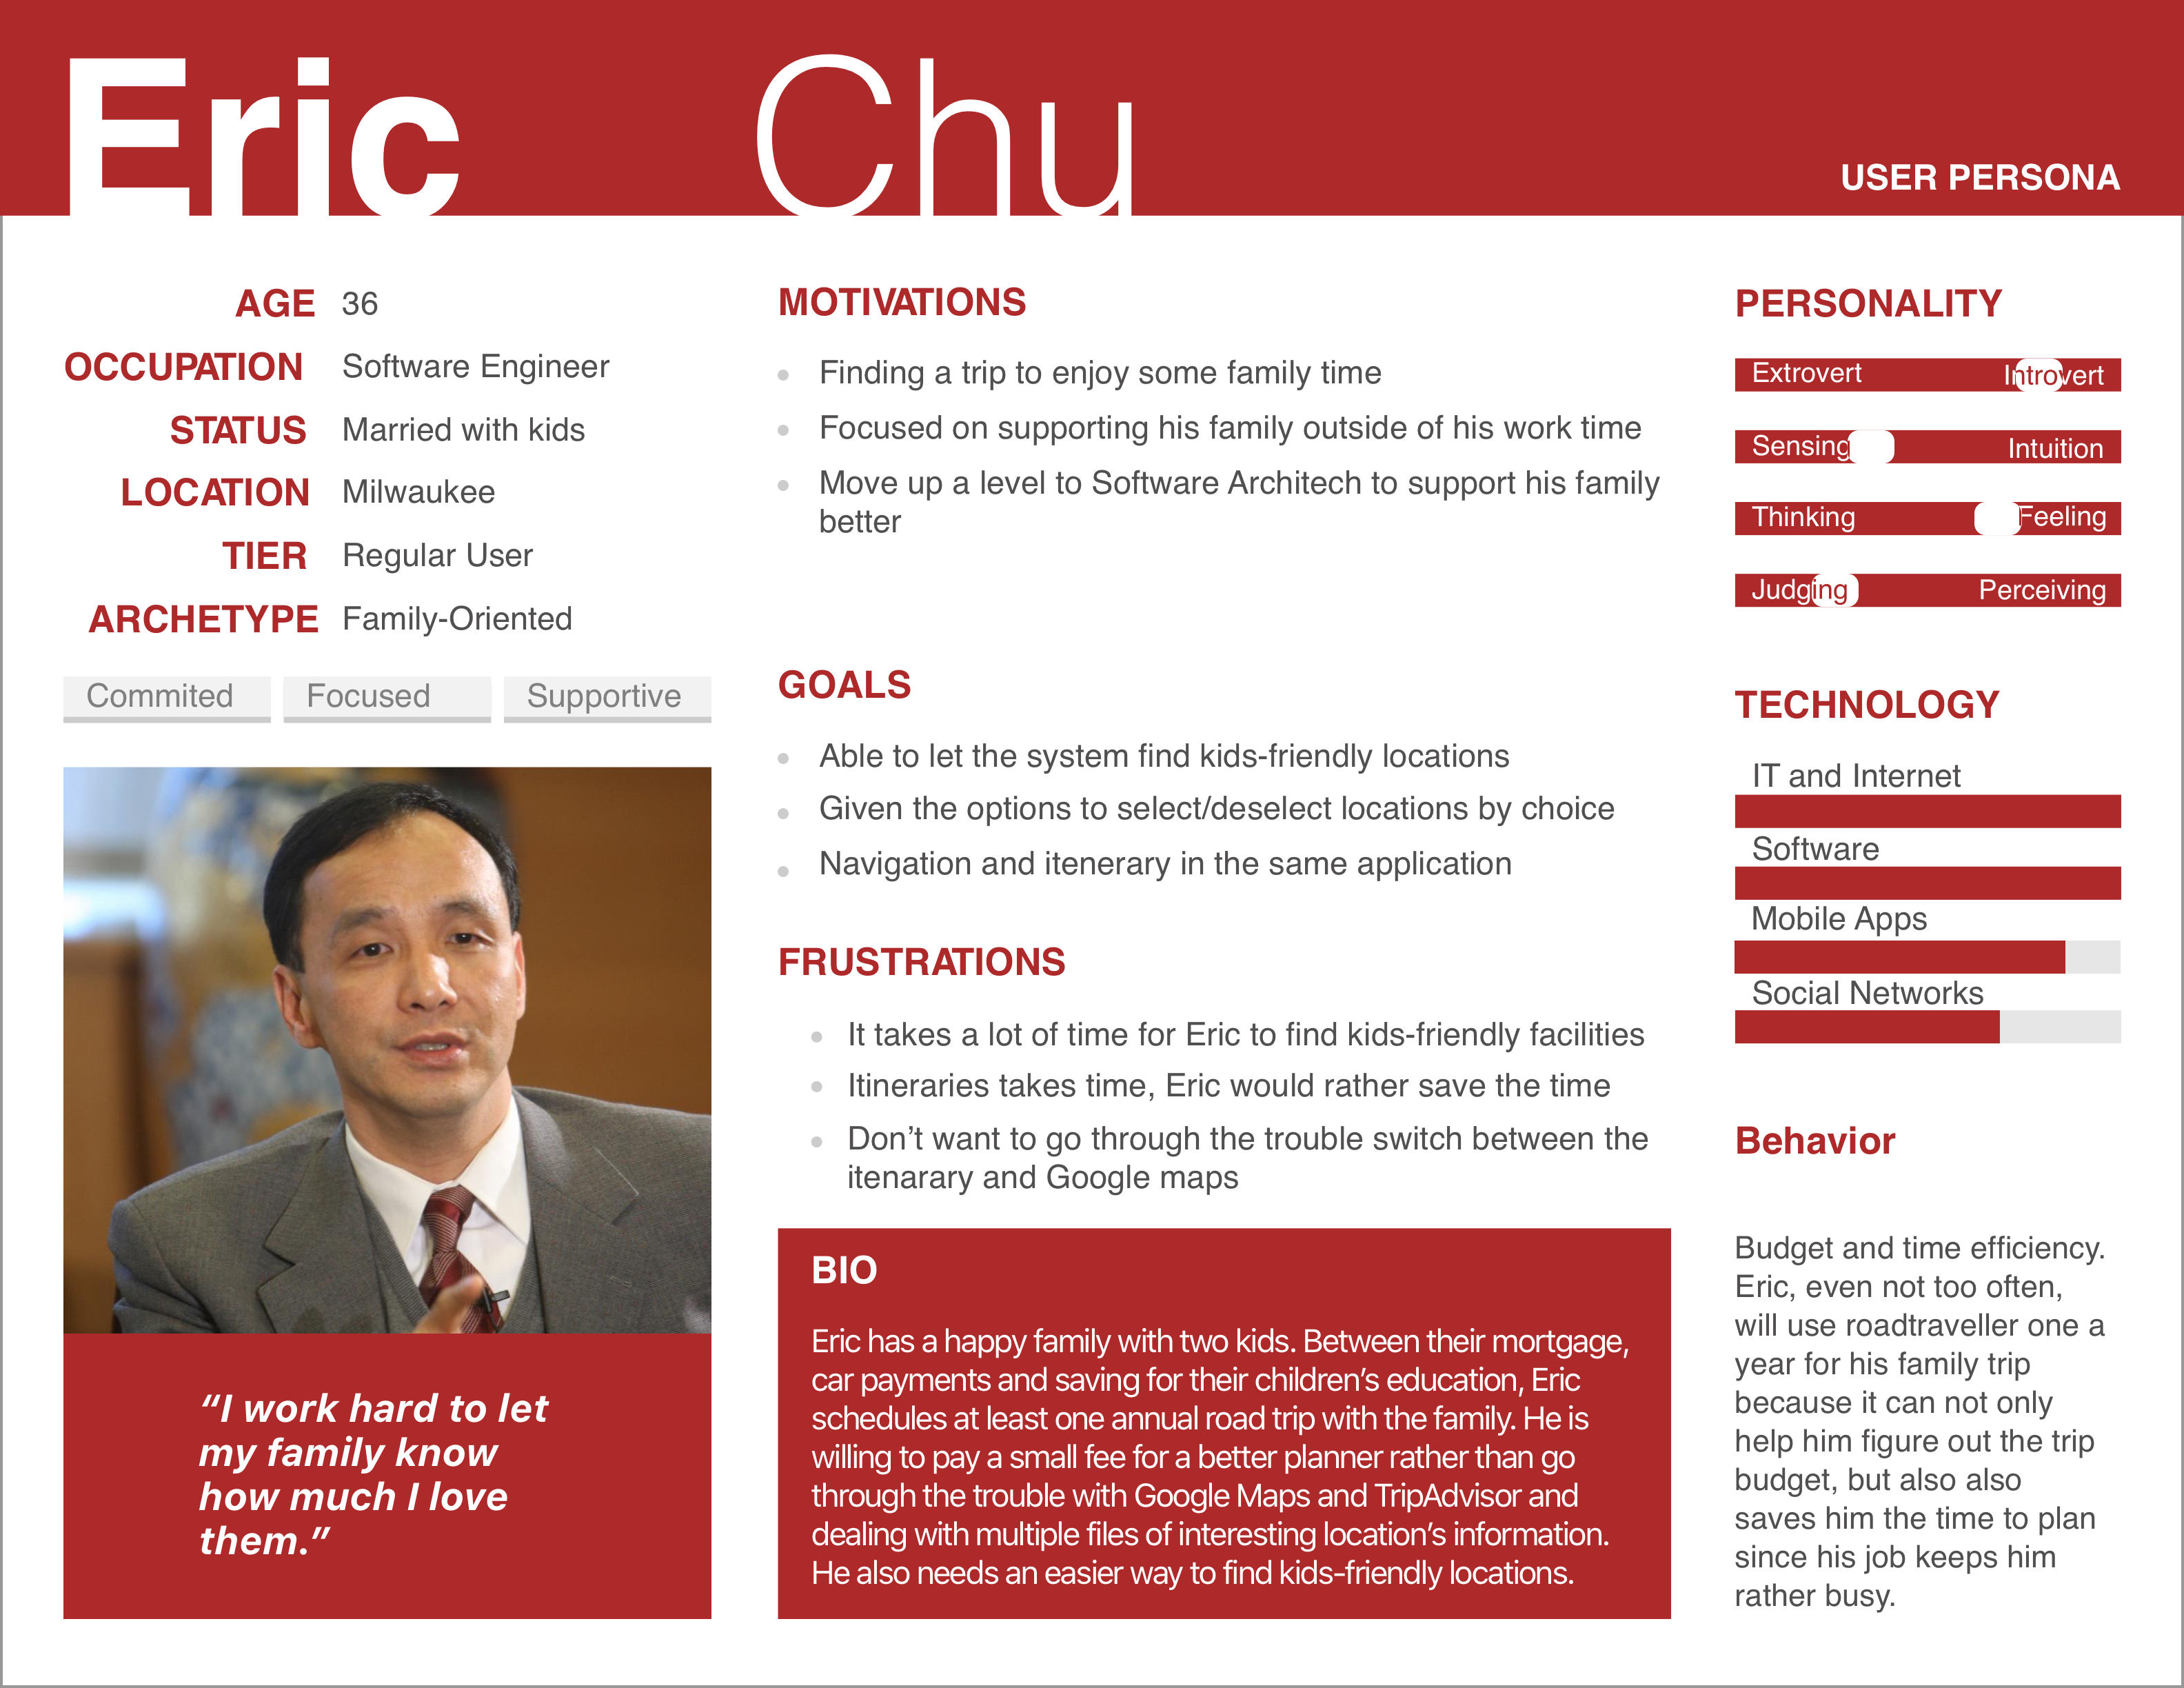 Eric Chu
USER PERSONA
AGE 36
OCCUPATION Software Engineer
STATUS Married with kids
LOCATION Milwaukee
TIER Regular User
ARCHETYPE Family-Oriented
Commited Focused Supportive
“I work hard to let
my family know
how much I love
them.”
MOTIVATIONS
Finding a trip to enjoy some family time
Focused on supporting his family outside of his work time
Move up a level to Software Architech to support his family
better
GOALS
Able to let the system find kids-friendly locations
Given the options to select/deselect locations by choice
Navigation and itenerary in the same application
FRUSTRATIONS
It takes a lot of time for Eric to find kids-friendly facilities
Itineraries takes time, Eric would rather save the time
Don’t want to go through the trouble switch between the
itenarary and Google maps
BIO
Eric has a happy family with two kids. Between their mortgage,
car payments and saving for their children’s education, Eric
schedules at least one annual road trip with the family. He is
willing to pay a small fee for a better planner rather than go
through the trouble with Google Maps and TripAdvisor and
dealing with multiple files of interesting location’s information.
He also needs an easier way to find kids-friendly locations.
PERSONALITY
Extrovert Introvert
Sensing Intuition
Thinking Feeling
Judging Perceiving
TECHNOLOGY
IT and Internet
Software
Mobile Apps
Social Networks
Behavior
Budget and time efficiency.
Eric, even not too often,
will use roadtraveller one a
year for his family trip
because it can not only
help him figure out the trip
budget, but also also
saves him the time to plan
since his job keeps him
rather busy.